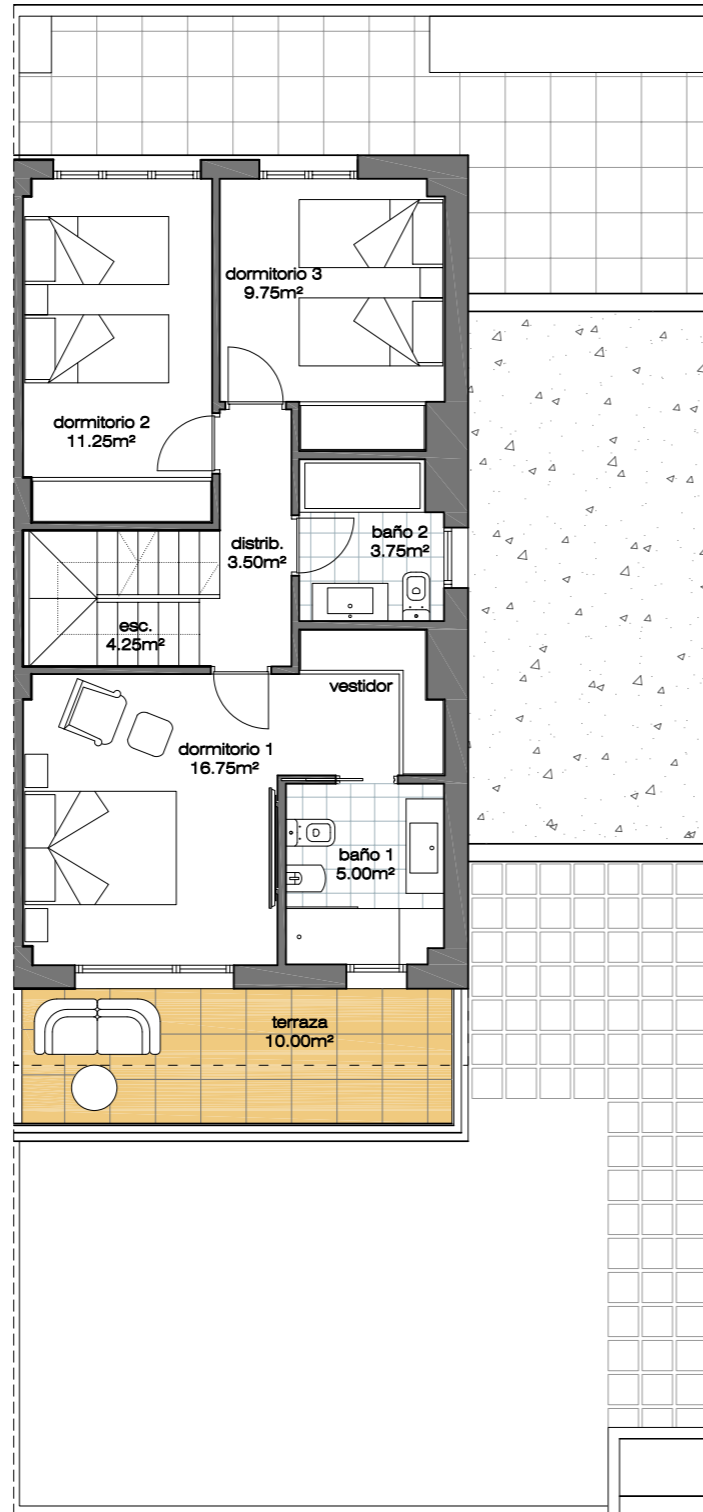 dormitorio 3
9.75m²
dormitorio 2
11.25m²
distrib.
3.50m²
baño 2
3.75m²
esc.
4.25m²
vestidor
dormitorio 1
16.75m²
baño 1
5.00m²
terraza
10.00m²